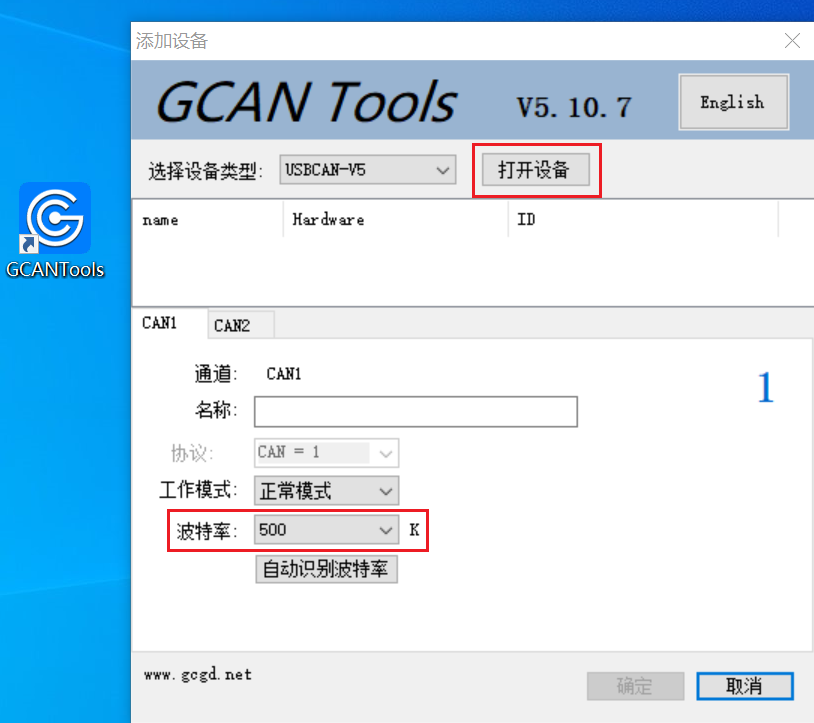 添加设备
GCAN Tools V5.10.7 English
选择设备类型: USBCAN-V5 打开设备
name Hardware ID
GCANTools
CAN1 CAN2
通道: CAN1
1
名称:
协议: CAN = 1
工作模式: 正常模式
波特率: 500 K
自动识别波特率
www.gcgd.net
确定 取消